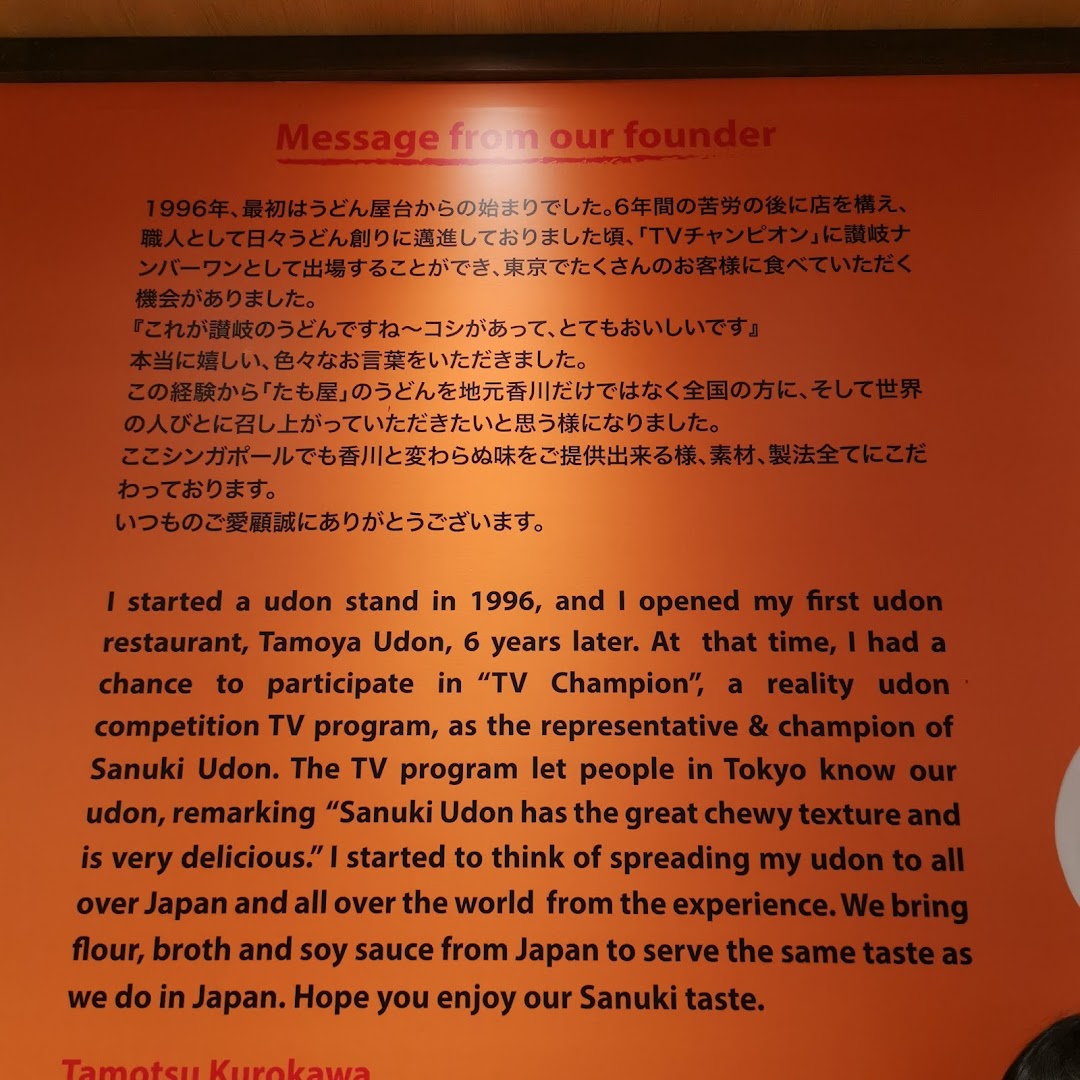 Message from our founder
1996年、最初はうどん屋台からの始まりでした。6年間の苦労の後に店を構え、
職人として日々うどん創りに邁進しておりました頃、「TVチャンピオン」に讃岐ナ
ンバーワンとして出場することができ、東京でたくさんのお客様に食べていただく
機会がありました。
『これが讃岐のうどんですね～コシがあって、とてもおいしいです』
本当に嬉しい、色々なお言葉をいただきました。
この経験から「たも屋」のうどんを地元香川だけではなく全国の方に、そして世界
の人びとに召し上がっていただきたいと思う様になりました。
ここシンガポールでも香川と変わらぬ味をご提供出来る様、素材、製法全てにこだ
わっております。
いつものご愛顧誠にありがとうございます。
I started a udon stand in 1996, and I opened my first udon
restaurant, Tamoya Udon, 6 years later. At that time, I had a
chance to participate in “TV Champion”, a reality udon
competition TV program, as the representative & champion of
Sanuki Udon. The TV program let people in Tokyo know our
udon, remarking “Sanuki Udon has the great chewy texture and
is very delicious.” I started to think of spreading my udon to all
over Japan and all over the world from the experience. We bring
flour, broth and soy sauce from Japan to serve the same taste as
we do in Japan. Hope you enjoy our Sanuki taste.
Tamotsu Kurokawa